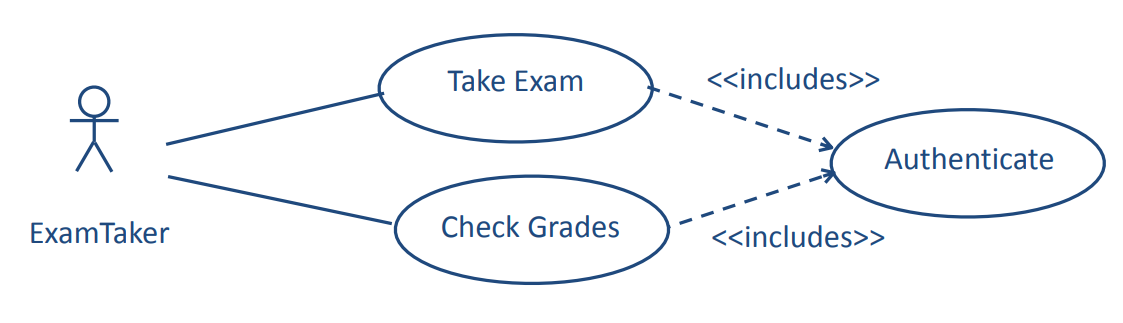 Take Exam
<<includes>>
Authenticate
ExamTaker
Check Grades
<<includes>>